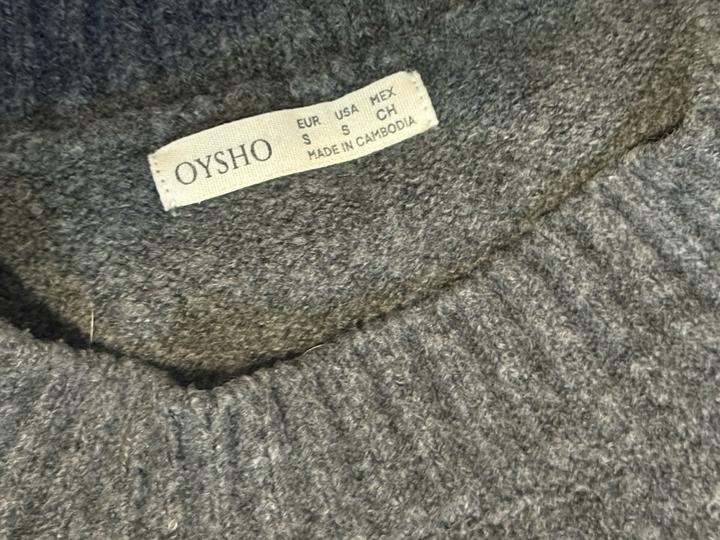 OYSHO
EUR USA MEX
S S CH
MADE IN CAMBODIA